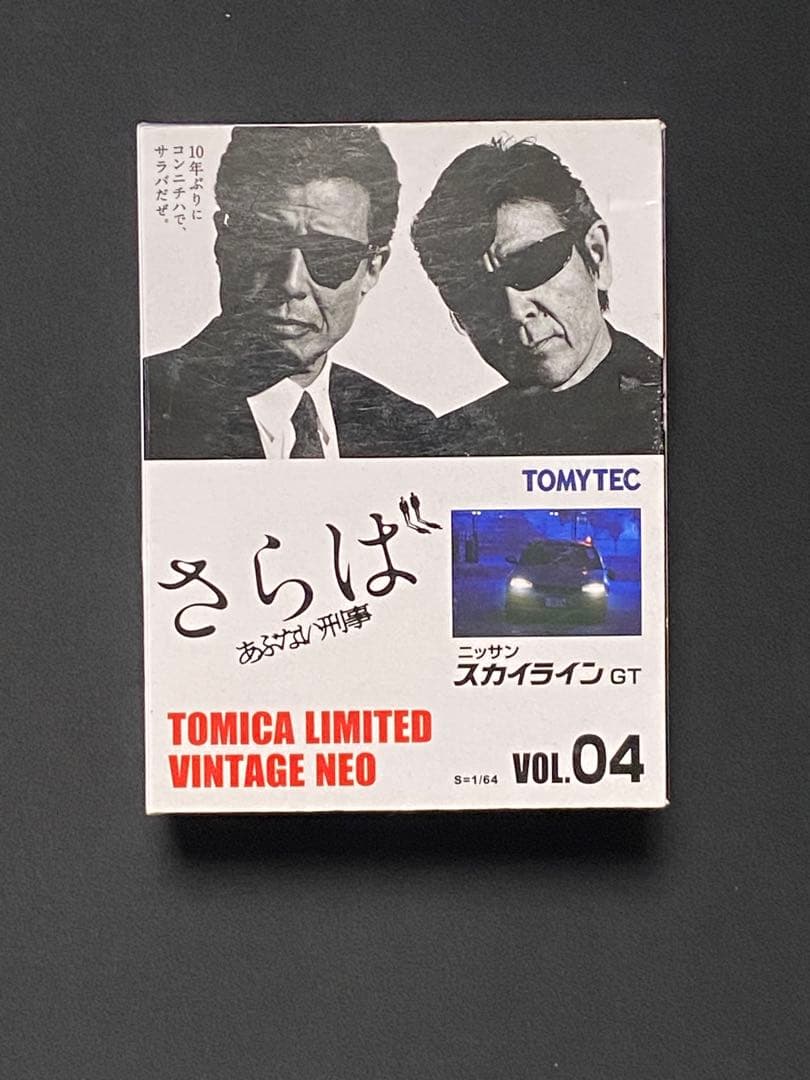 10年ぶりに
コンニチハで、
サラバだぜ。
TOMYTEC
さらば
あぶない刑事
ニッサン
スカイライン GT
TOMICA LIMITED
VINTAGE NEO
S=1/64
VOL.04